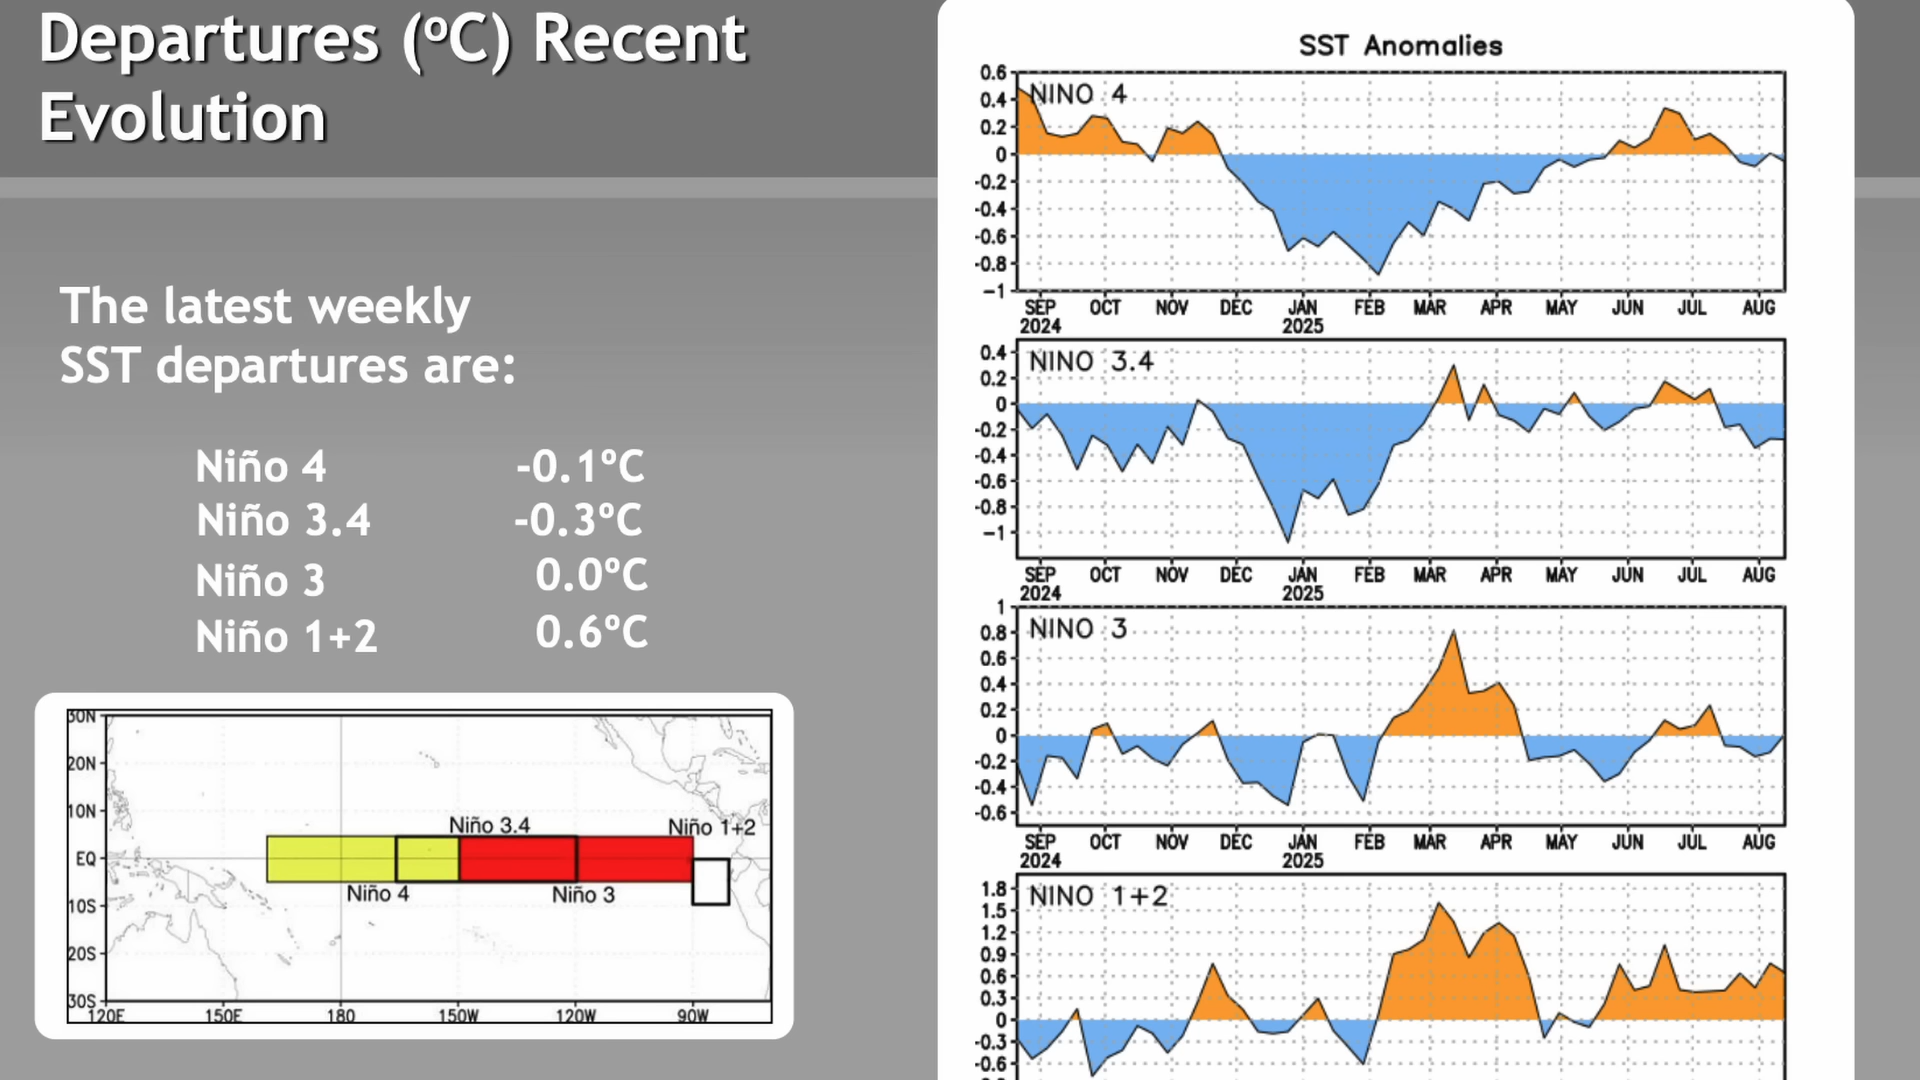 Departures (ºC) Recent
Evolution
The latest weekly
SST departures are:
Niño 4 -0.1ºC
Niño 3.4 -0.3ºC
Niño 3 0.0ºC
Niño 1+2 0.6ºC
30N
20N
10N
EQ
10S
20S
30S
120E 150E 180 150W 120W 90W
Niño 3.4
Niño 1+2
Niño 4
Niño 3
SST Anomalies
NINO 4
0.6
0.4
0.2
0
-0.2
-0.4
-0.6
-0.8
-1
SEP OCT NOV DEC JAN FEB MAR APR MAY JUN JUL AUG
2024 2025
NINO 3.4
0.4
0.2
0
-0.2
-0.4
-0.6
-0.8
-1
SEP OCT NOV DEC JAN FEB MAR APR MAY JUN JUL AUG
2024 2025
NINO 3
1
0.8
0.6
0.4
0.2
0
-0.2
-0.4
-0.6
SEP OCT NOV DEC JAN FEB MAR APR MAY JUN JUL AUG
2024 2025
NINO 1+2
1.8
1.5
1.2
0.9
0.6
0.3
0
-0.3
-0.6